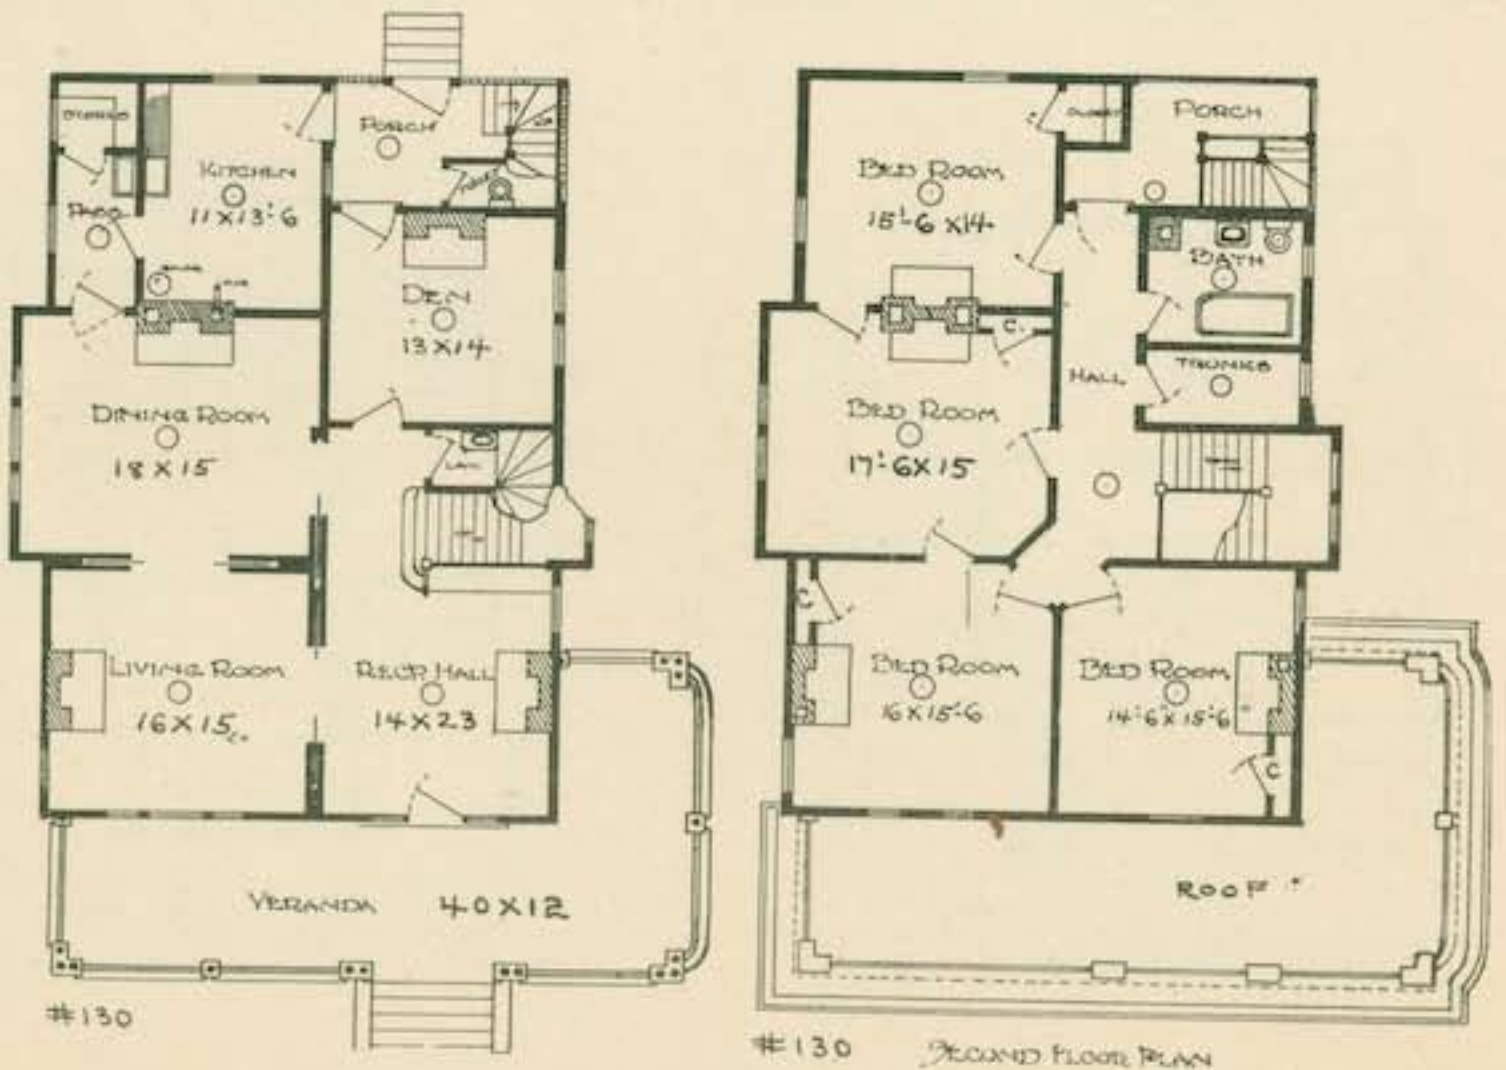 PORCH
KITCHEN
11 X 13'-6
PASS
DEN
13 X 14
DINING ROOM
18 X 15
LAV.
LIVING ROOM
16 X 15
RECP. HALL
14 X 23
VERANDA 40 X 12
#130
BED ROOM
15'-6 X 14
CLOSET
PORCH
BATH
C.
TRUNKS
HALL
BED ROOM
17'-6 X 15
C
BED ROOM
16 X 15'-6
BED ROOM
14'-6 X 15'-6
C
ROOF
#130 SECOND FLOOR PLAN